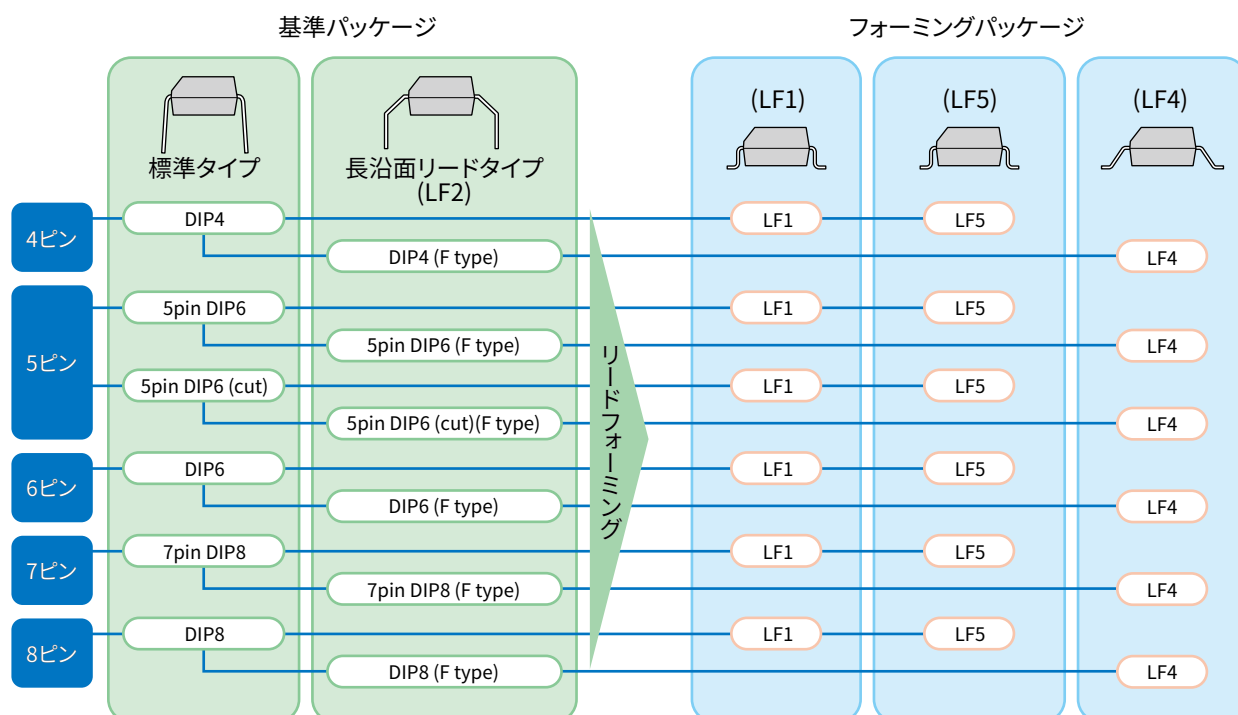 基準パッケージ
フォーミングパッケージ
標準タイプ
長沿面リードタイプ
(LF2)
(LF1)
(LF5)
(LF4)
4ピン
DIP4
LF1
LF5
DIP4 (F type)
LF4
5ピン
5pin DIP6
LF1
LF5
5pin DIP6 (F type)
LF4
5pin DIP6 (cut)
LF1
LF5
5pin DIP6 (cut)(F type)
LF4
リードフォーミング
6ピン
DIP6
LF1
LF5
DIP6 (F type)
LF4
7ピン
7pin DIP8
LF1
LF5
7pin DIP8 (F type)
LF4
8ピン
DIP8
LF1
LF5
DIP8 (F type)
LF4